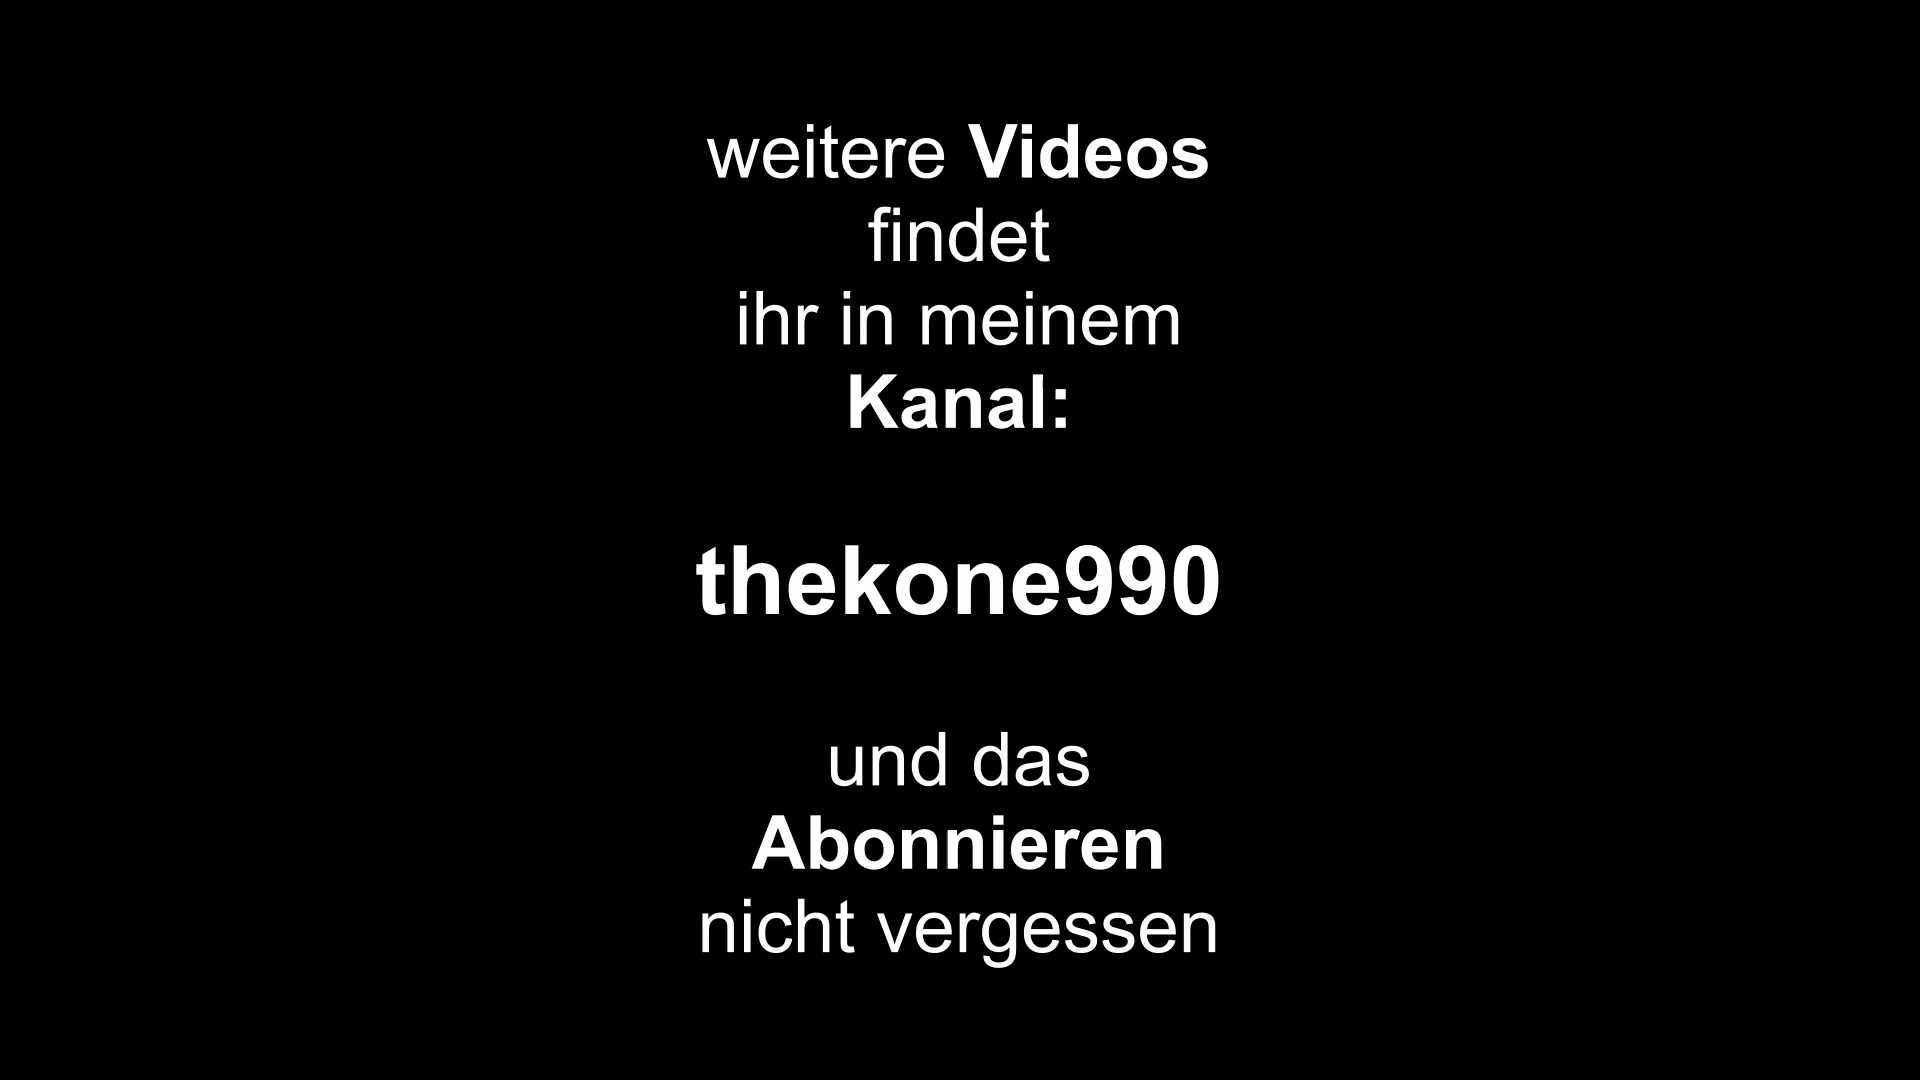 weitere Videos
findet
ihr in meinem
Kanal:
thekone990
und das
Abonnieren
nicht vergessen